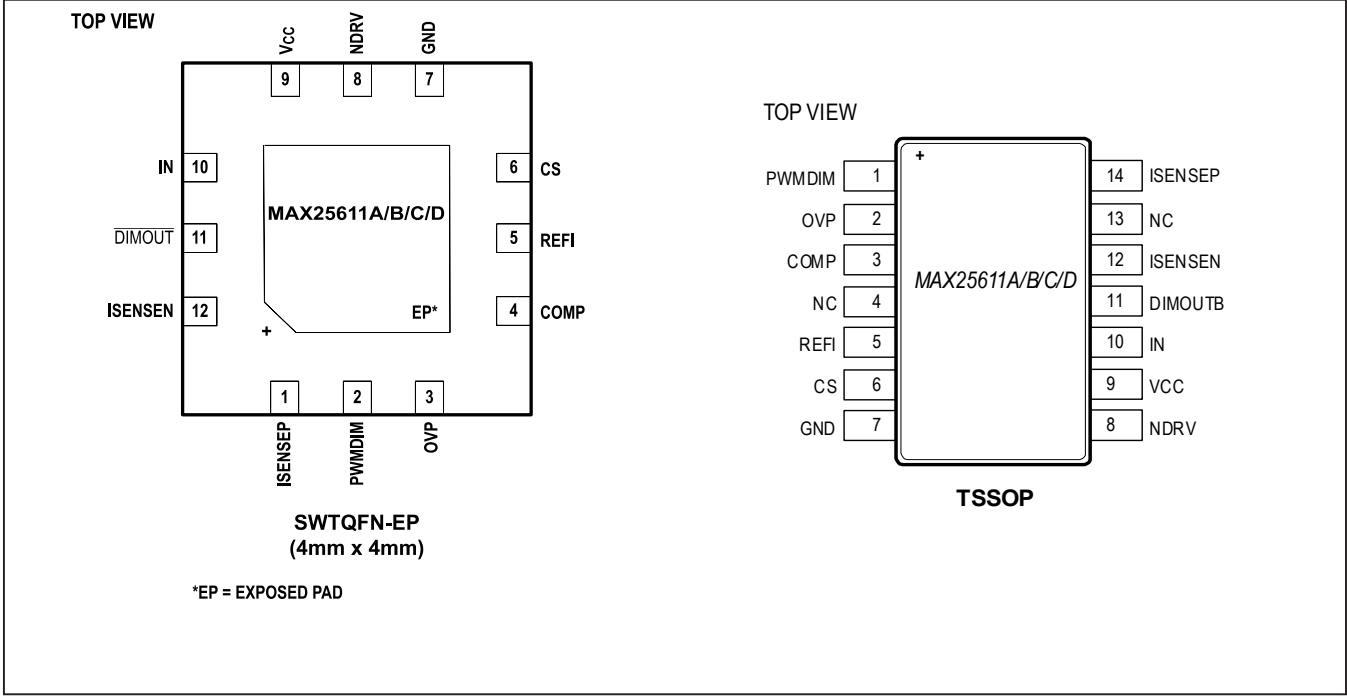 TOP VIEW
VCC
NDRV
GND
9
8
7
IN 10
6 CS
MAX25611A/B/C/D
DIMOUT 11
5 REFI
ISENSEN 12
EP*
4 COMP
+
1
2
3
ISENSEP
PWMDIM
OVP
SWTQFN-EP
(4mm x 4mm)
*EP = EXPOSED PAD
TOP VIEW
+
PWMDIM 1
14 ISENSEP
OVP 2
13 NC
COMP 3
12 ISENSEN
MAX25611A/B/C/D
NC 4
11 DIMOUTB
REFI 5
10 IN
CS 6
9 VCC
GND 7
8 NDRV
TSSOP